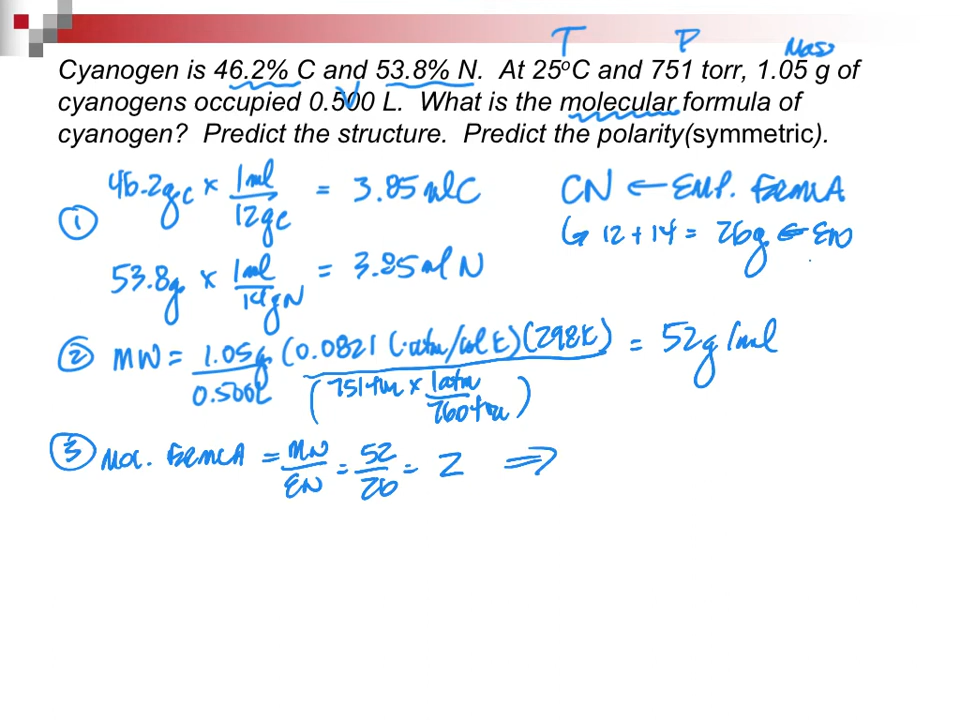 T P Mass
Cyanogen is 46.2% C and 53.8% N. At 25°C and 751 torr, 1.05 g of
cyanogens occupied 0.500 L. What is the molecular formula of
V
cyanogen? Predict the structure. Predict the polarity(symmetric).
① 46.2g C x 1mol / 12g C = 3.85 mol C
CN ← EMP. FORMULA
↳ 12 + 14 = 26g ← EW
53.8g x 1mol / 14g N = 3.85 mol N
② MW = 1.05g / 0.500L (0.0821 L·atm/mol K)(298K) / (751 torr x 1atm / 760 torr) = 52g/mol
③ MOL. FORMULA = MW / EW = 52 / 26 = 2 ⇒